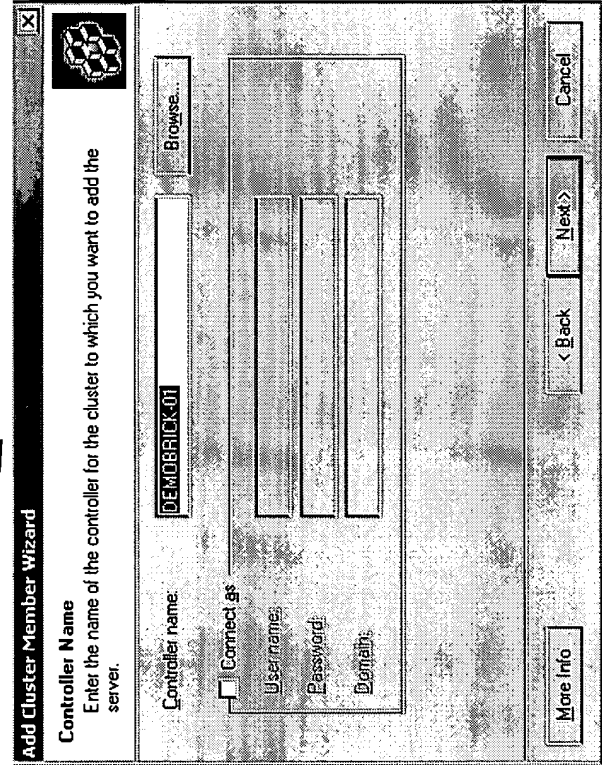 Add Cluster Member Wizard
Controller Name
Enter the name of the controller for the cluster to which you want to add the
server.
Controller name:
DEMOBRICK-01
Browse...
Connect as
User name:
Password:
Domain:
More Info
< Back
Next >
Cancel